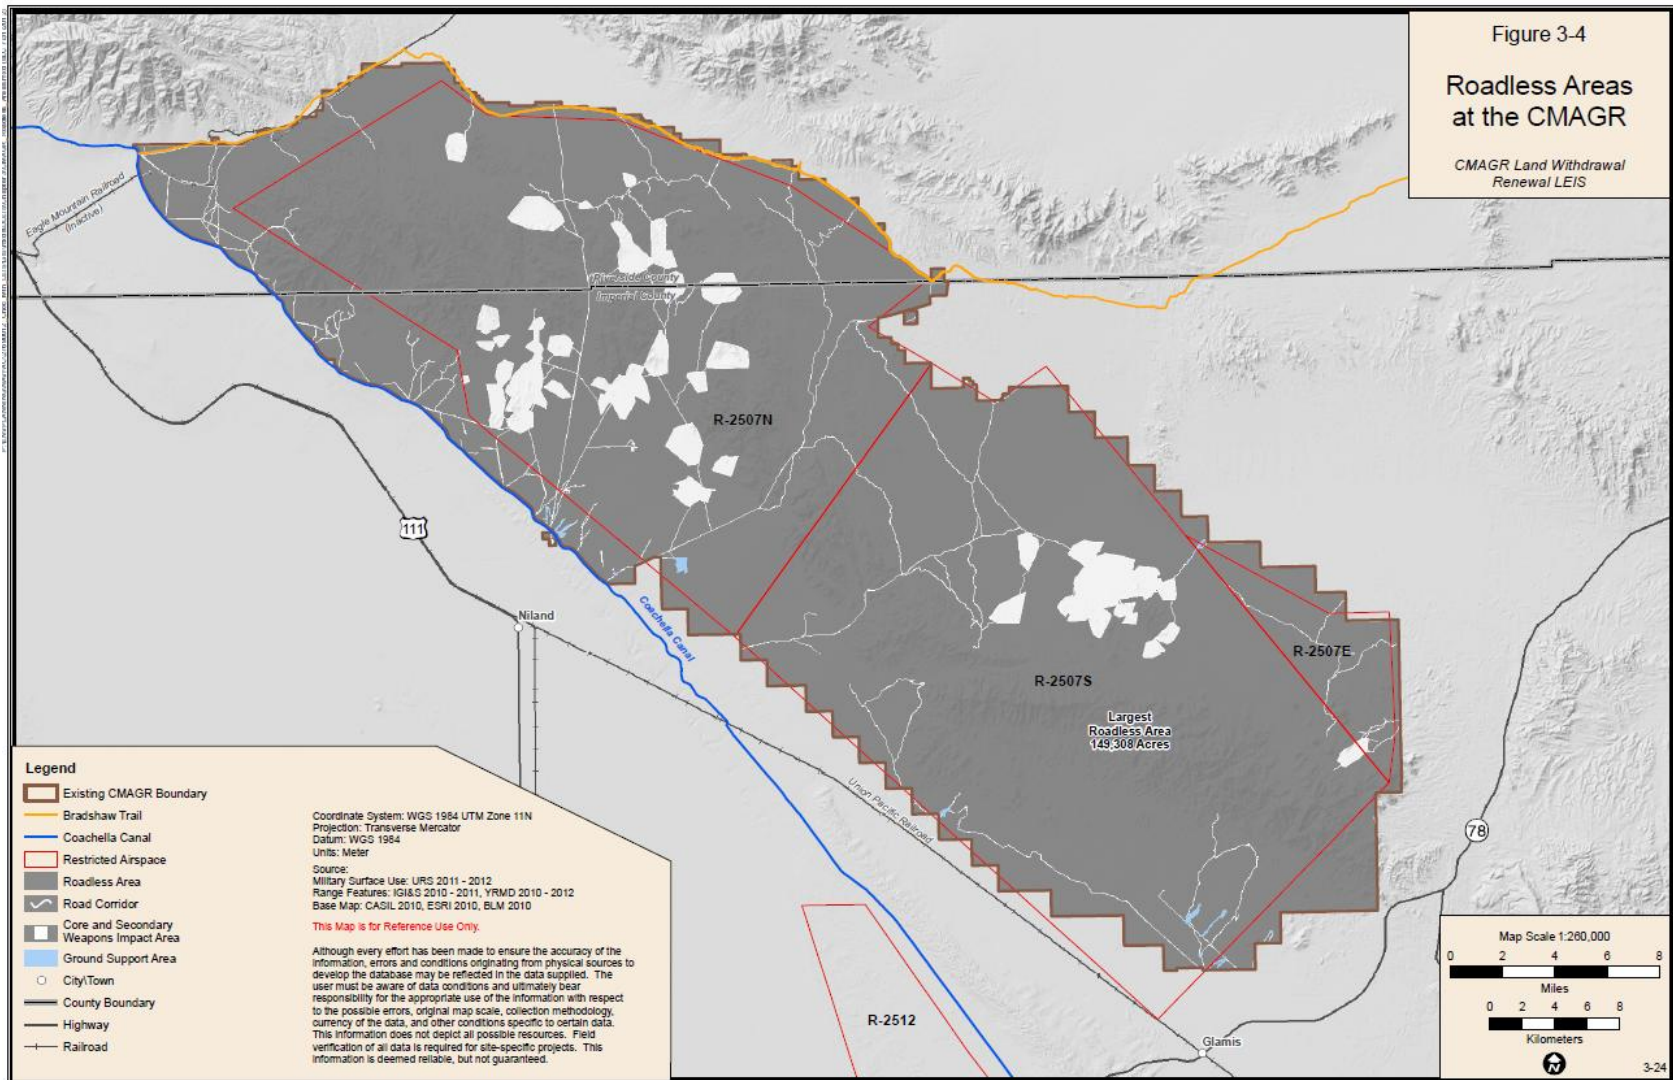 Figure 3-4
Roadless Areas
at the CMAGR
CMAGR Land Withdrawal
Renewal LEIS
Eagle Mountain Railroad
(Inactive)
Riverside County
Imperial County
R-2507N
111
Niland
Coachella Canal
R-2507E
R-2507S
Largest
Roadless Area
149,308 Acres
Union Pacific Railroad
78
R-2512
Glamis
Legend
Existing CMAGR Boundary
Bradshaw Trail
Coachella Canal
Restricted Airspace
Roadless Area
Road Corridor
Core and Secondary
Weapons Impact Area
Ground Support Area
City\Town
County Boundary
Highway
Railroad
Coordinate System: WGS 1984 UTM Zone 11N
Projection: Transverse Mercator
Datum: WGS 1984
Units: Meter
Source:
Military Surface Use: URS 2011 - 2012
Range Features: IGI&S 2010 - 2011, YRMD 2010 - 2012
Base Map: CASIL 2010, ESRI 2010, BLM 2010
This Map is for Reference Use Only.
Although every effort has been made to ensure the accuracy of the
information, errors and conditions originating from physical sources to
develop the database may be reflected in the data supplied. The
user must be aware of data conditions and ultimately bear
responsibility for the appropriate use of the information with respect
to the possible errors, original map scale, collection methodology,
currency of the data, and other conditions specific to certain data.
This information does not depict all possible resources. Field
verification of all data is required for site-specific projects. This
information is deemed reliable, but not guaranteed.
Map Scale 1:260,000
0 2 4 6 8
Miles
0 2 4 6 8
Kilometers
N
3-24